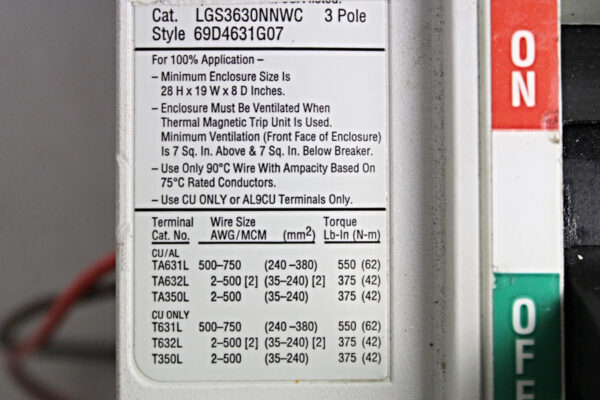 listed.
Cat. LGS3630NNWC 3 Pole
Style 69D4631G07
For 100% Application –
– Minimum Enclosure Size Is
28 H x 19 W x 8 D Inches.
– Enclosure Must Be Ventilated When
Thermal Magnetic Trip Unit Is Used.
Minimum Ventilation (Front Face of Enclosure)
Is 7 Sq. In. Above & 7 Sq. In. Below Breaker.
– Use Only 90°C Wire With Ampacity Based On
75°C Rated Conductors.
– Use CU ONLY or AL9CU Terminals Only.
Terminal Wire Size Torque
Cat. No. AWG/MCM (mm2) Lb-In (N-m)
CU/AL
TA631L 500–750 (240–380) 550 (62)
TA632L 2–500 [2] (35–240) [2] 375 (42)
TA350L 2–500 (35–240) 375 (42)
CU ONLY
T631L 500–750 (240–380) 550 (62)
T632L 2–500 [2] (35–240) [2] 375 (42)
T350L 2–500 (35–240) 375 (42)
ON
OFF